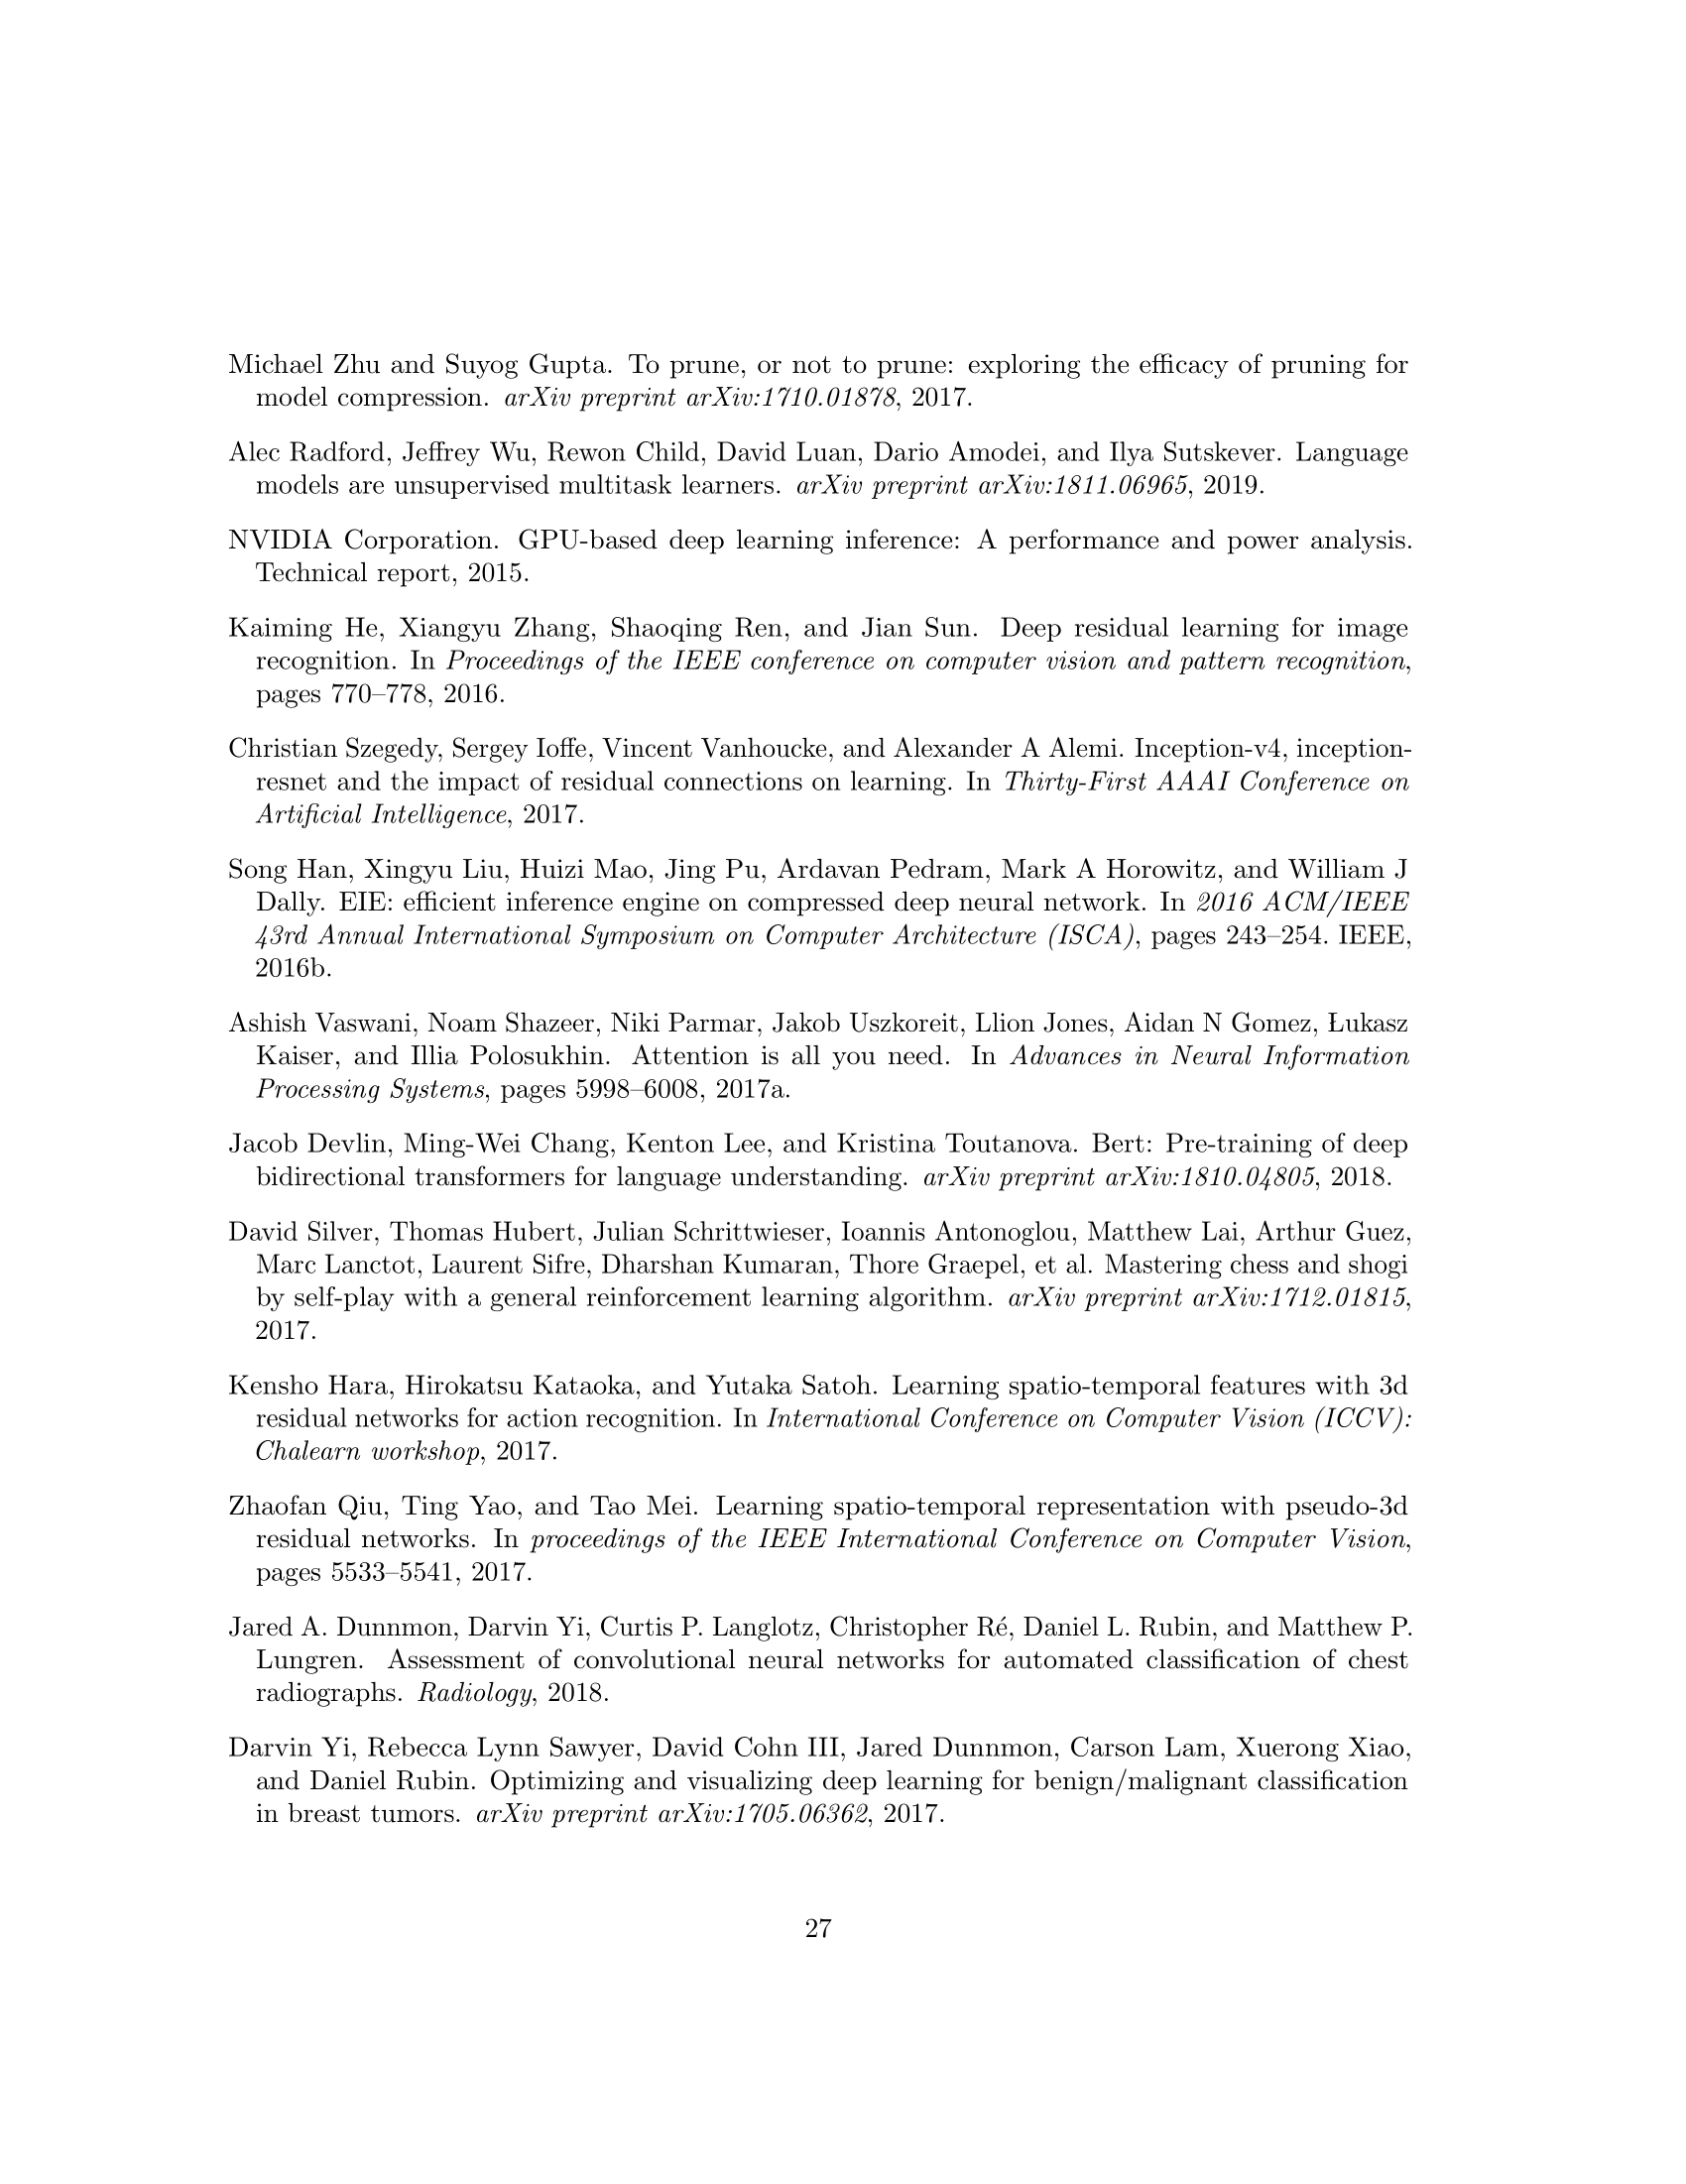 Michael Zhu and Suyog Gupta. To prune, or not to prune: exploring the efficacy of pruning for
model compression. arXiv preprint arXiv:1710.01878, 2017.
Alec Radford, Jeffrey Wu, Rewon Child, David Luan, Dario Amodei, and Ilya Sutskever. Language
models are unsupervised multitask learners. arXiv preprint arXiv:1811.06965, 2019.
NVIDIA Corporation. GPU-based deep learning inference: A performance and power analysis.
Technical report, 2015.
Kaiming He, Xiangyu Zhang, Shaoqing Ren, and Jian Sun. Deep residual learning for image
recognition. In Proceedings of the IEEE conference on computer vision and pattern recognition,
pages 770–778, 2016.
Christian Szegedy, Sergey Ioffe, Vincent Vanhoucke, and Alexander A Alemi. Inception-v4, inception-
resnet and the impact of residual connections on learning. In Thirty-First AAAI Conference on
Artificial Intelligence, 2017.
Song Han, Xingyu Liu, Huizi Mao, Jing Pu, Ardavan Pedram, Mark A Horowitz, and William J
Dally. EIE: efficient inference engine on compressed deep neural network. In 2016 ACM/IEEE
43rd Annual International Symposium on Computer Architecture (ISCA), pages 243–254. IEEE,
2016b.
Ashish Vaswani, Noam Shazeer, Niki Parmar, Jakob Uszkoreit, Llion Jones, Aidan N Gomez, Łukasz
Kaiser, and Illia Polosukhin. Attention is all you need. In Advances in Neural Information
Processing Systems, pages 5998–6008, 2017a.
Jacob Devlin, Ming-Wei Chang, Kenton Lee, and Kristina Toutanova. Bert: Pre-training of deep
bidirectional transformers for language understanding. arXiv preprint arXiv:1810.04805, 2018.
David Silver, Thomas Hubert, Julian Schrittwieser, Ioannis Antonoglou, Matthew Lai, Arthur Guez,
Marc Lanctot, Laurent Sifre, Dharshan Kumaran, Thore Graepel, et al. Mastering chess and shogi
by self-play with a general reinforcement learning algorithm. arXiv preprint arXiv:1712.01815,
2017.
Kensho Hara, Hirokatsu Kataoka, and Yutaka Satoh. Learning spatio-temporal features with 3d
residual networks for action recognition. In International Conference on Computer Vision (ICCV):
Chalearn workshop, 2017.
Zhaofan Qiu, Ting Yao, and Tao Mei. Learning spatio-temporal representation with pseudo-3d
residual networks. In proceedings of the IEEE International Conference on Computer Vision,
pages 5533–5541, 2017.
Jared A. Dunnmon, Darvin Yi, Curtis P. Langlotz, Christopher Ré, Daniel L. Rubin, and Matthew P.
Lungren. Assessment of convolutional neural networks for automated classification of chest
radiographs. Radiology, 2018.
Darvin Yi, Rebecca Lynn Sawyer, David Cohn III, Jared Dunnmon, Carson Lam, Xuerong Xiao,
and Daniel Rubin. Optimizing and visualizing deep learning for benign/malignant classification
in breast tumors. arXiv preprint arXiv:1705.06362, 2017.
27